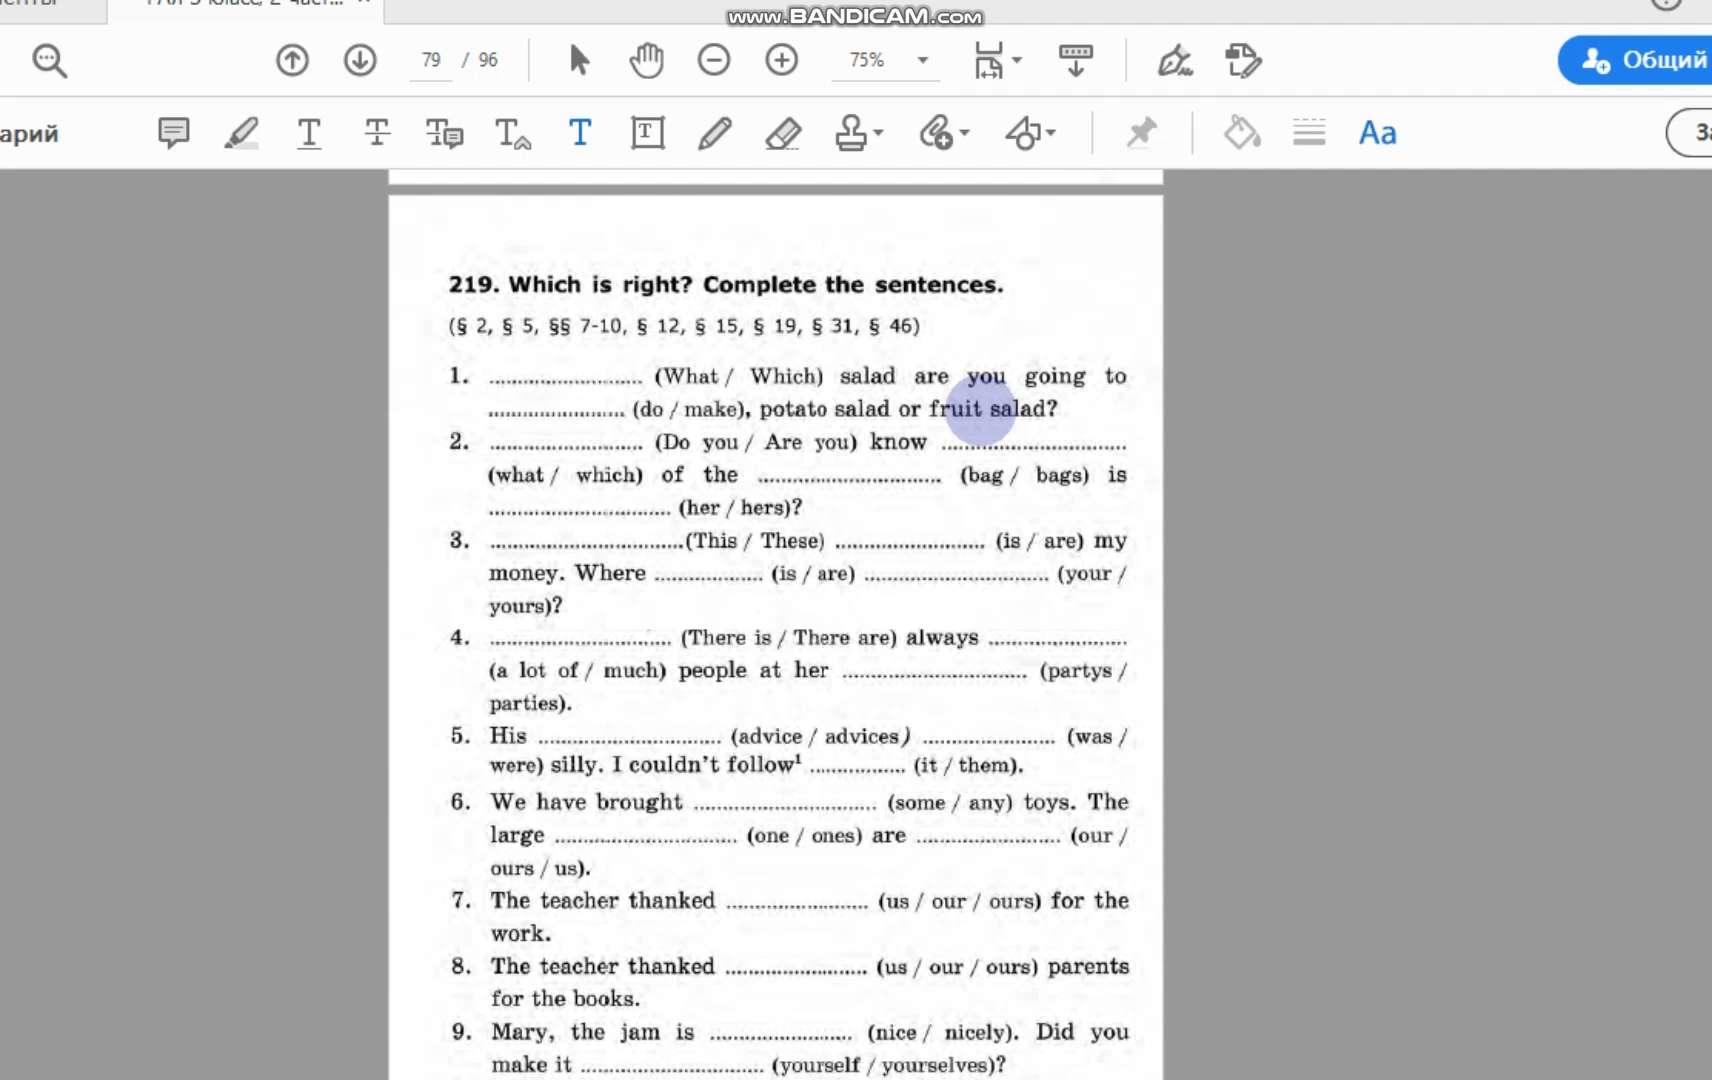 www.BANDICAM.com
79 / 96
75%
Общий
арий
Aa
219. Which is right? Complete the sentences.
(§ 2, § 5, §§ 7-10, § 12, § 15, § 19, § 31, § 46)
1. .......................... (What / Which) salad are you going to
....................... (do / make), potato salad or fruit salad?
2. .......................... (Do you / Are you) know ...............................
(what / which) of the ............................... (bag / bags) is
............................... (her / hers)?
3. .................................(This / These) .......................... (is / are) my
money. Where .................. (is / are) ............................... (your /
yours)?
4. ............................... (There is / There are) always ........................
(a lot of / much) people at her ............................... (partys /
parties).
5. His ............................... (advice / advices) ....................... (was /
were) silly. I couldn't follow¹ ................ (it / them).
6. We have brought ............................... (some / any) toys. The
large ............................... (one / ones) are ......................... (our /
ours / us).
7. The teacher thanked ......................... (us / our / ours) for the
work.
8. The teacher thanked ......................... (us / our / ours) parents
for the books.
9. Mary, the jam is ......................... (nice / nicely). Did you
make it ............................... (yourself / yourselves)?